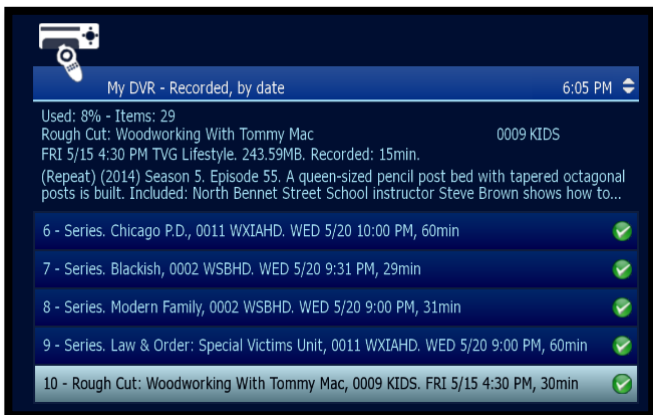 My DVR - Recorded, by date 6:05 PM
Used: 8% - Items: 29
Rough Cut: Woodworking With Tommy Mac 0009 KIDS
FRI 5/15 4:30 PM TVG Lifestyle. 243.59MB. Recorded: 15min.
(Repeat) (2014) Season 5. Episode 55. A queen-sized pencil post bed with tapered octagonal
posts is built. Included: North Bennet Street School instructor Steve Brown shows how to...
6 - Series. Chicago P.D., 0011 WXIAHD. WED 5/20 10:00 PM, 60min
7 - Series. Blackish, 0002 WSBHD. WED 5/20 9:31 PM, 29min
8 - Series. Modern Family, 0002 WSBHD. WED 5/20 9:00 PM, 31min
9 - Series. Law & Order: Special Victims Unit, 0011 WXIAHD. WED 5/20 9:00 PM, 60min
10 - Rough Cut: Woodworking With Tommy Mac, 0009 KIDS. FRI 5/15 4:30 PM, 30min